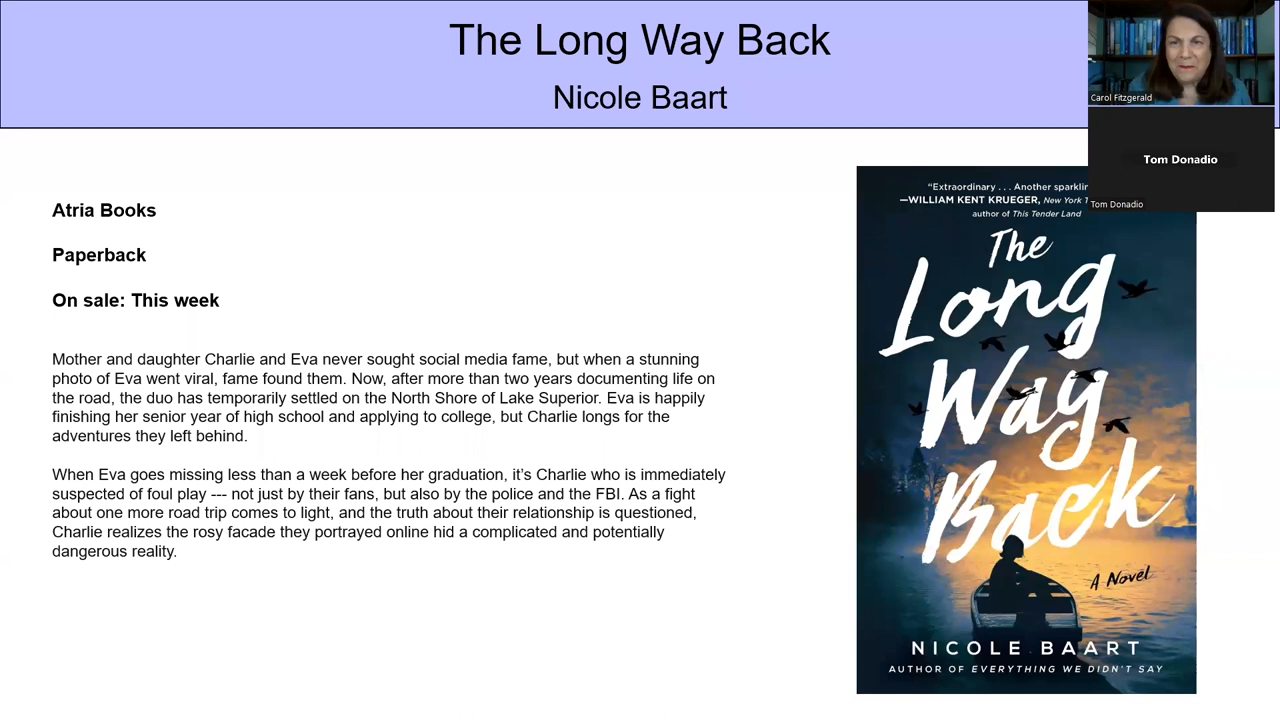 The Long Way Back
Nicole Baart
Carol Fitzgerald
Tom Donadio
Tom Donadio
Atria Books
Paperback
On sale: This week
Mother and daughter Charlie and Eva never sought social media fame, but when a stunning
photo of Eva went viral, fame found them. Now, after more than two years documenting life on
the road, the duo has temporarily settled on the North Shore of Lake Superior. Eva is happily
finishing her senior year of high school and applying to college, but Charlie longs for the
adventures they left behind.
When Eva goes missing less than a week before her graduation, it’s Charlie who is immediately
suspected of foul play --- not just by their fans, but also by the police and the FBI. As a fight
about one more road trip comes to light, and the truth about their relationship is questioned,
Charlie realizes the rosy facade they portrayed online hid a complicated and potentially
dangerous reality.
“Extraordinary . . . Another
—WILLIAM KENT KRUEGER, New York
author of This Tender Land
The
Long
Way
Back
A Novel
NICOLE BAART
AUTHOR OF EVERYTHING WE DIDN'T SAY